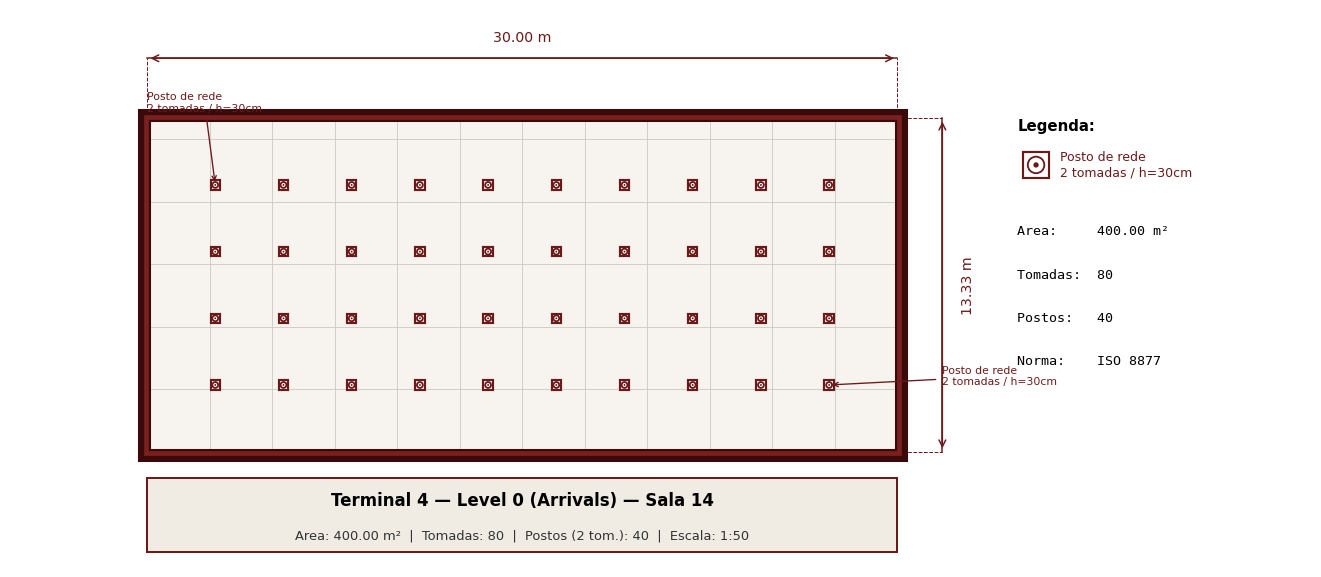 30.00 m
Posto de rede
2 tomadas / h=30cm
Legenda:
Posto de rede
2 tomadas / h=30cm
Area:     400.00 m²
Tomadas:  80
Postos:   40
Norma:    ISO 8877
13.33 m
Posto de rede
2 tomadas / h=30cm
Terminal 4 — Level 0 (Arrivals) — Sala 14
Area: 400.00 m²  |  Tomadas: 80  |  Postos (2 tom.): 40  |  Escala: 1:50